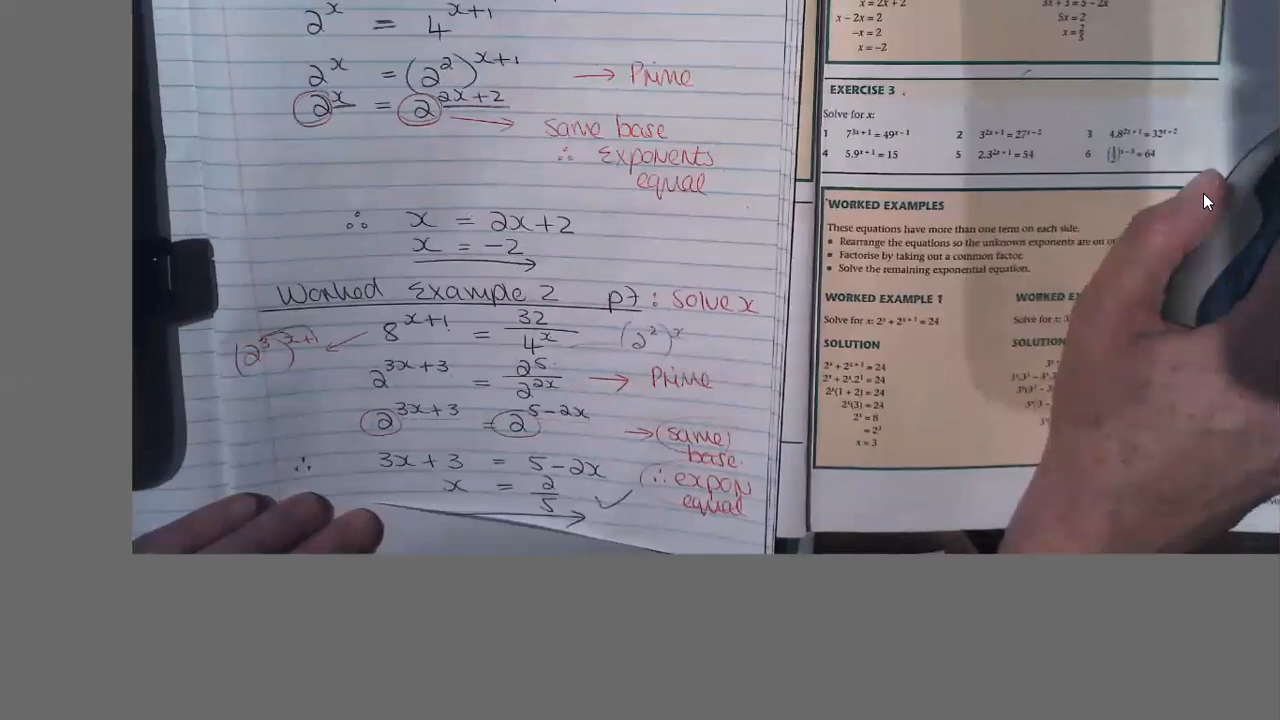 2^x = 4^{x+1}
2^x = (2^2)^{x+1} → Prime
2^x = 2^{2x+2}
→ same base
∴ Exponents
equal
∴ x = 2x+2
x = -2
Worked Example 2 p7 : Solve x
(2^3)^{x+1} ← 8^{x+1} = 32/4^x (2^2)^x
2^{3x+3} = 2^5/2^{2x} → Prime
2^{3x+3} = 2^{5-2x}
→ (same)
base.
∴ 3x+3 = 5-2x
(∴ expon
x = 2/5 ✓
equal
x = 2x + 2
x – 2x = 2
–x = 2
x = –2
5x = 2
EXERCISE 3
Solve for x:
1 7^{3x+1} = 49^{x–1} 2 3^{2x+1} = 27^{x–2} 3 4.8^{2x+1} = 32^{x–2}
4 5.9^{x+1} = 15 5 2.3^{2x+1} = 54
WORKED EXAMPLES
These equations have more than one term on each side.
• Rearrange the equations so the unknown exponents are on
• Factorise by taking out a common factor.
• Solve the remaining exponential equation.
WORKED EXAMPLE 1
WORKED
Solve for x: 2^x + 2^{x+1} = 24
Solve for x: 3
SOLUTION
SOLUTION
2^x + 2^{x+1} = 24
2^x + 2^x.2^1 = 24
2^x(1 + 2) = 24
2^x(3) = 24
2^x = 8
= 2^3
x = 3